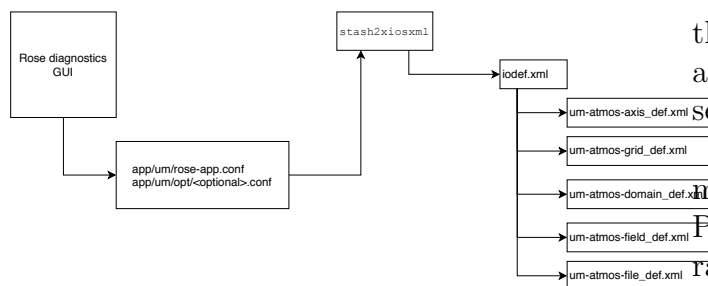 Rose diagnostics
GUI
stash2xiosxml
iodef.xml
app/um/rose-app.conf
app/um/opt/<optional>.conf
um-atmos-axis_def.xml
um-atmos-grid_def.xml
um-atmos-domain_def.xml
um-atmos-field_def.xml
um-atmos-file_def.xml